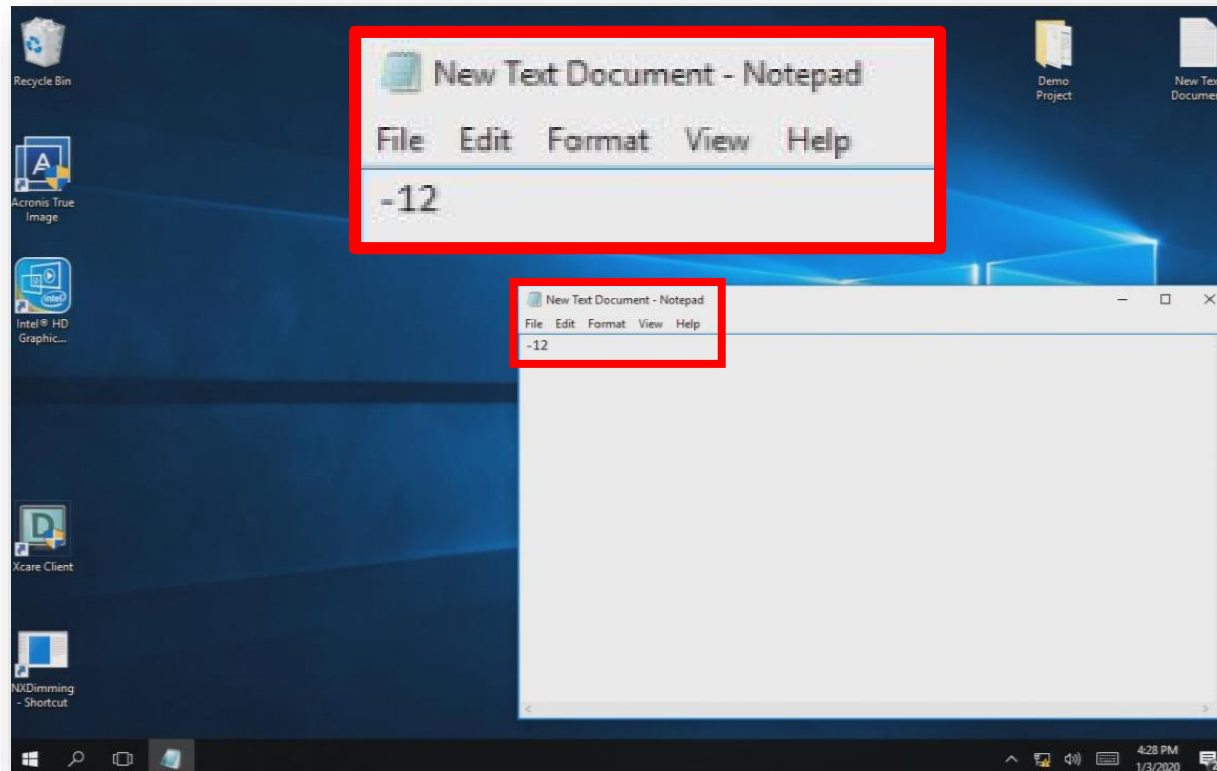 Recycle Bin
New Text Document - Notepad
File Edit Format View Help
-12
Demo
Project
New Tex
Documen
Acronis True
Image
intel
Intel® HD
Graphic...
New Text Document - Notepad
File Edit Format View Help
-12
Xcare Client
NXDimming
- Shortcut
4:28 PM
1/3/2020
2